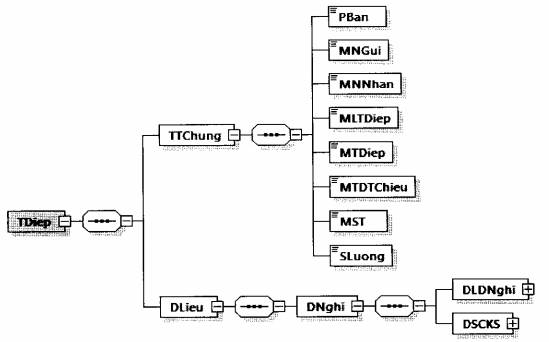 PBan
MNGui
MNNhan
MLTDiep
TTChung
MTDiep
MTDTChieu
MST
TDiep
SLuong
DLDNghi
DLieu
DNghi
DSCKS